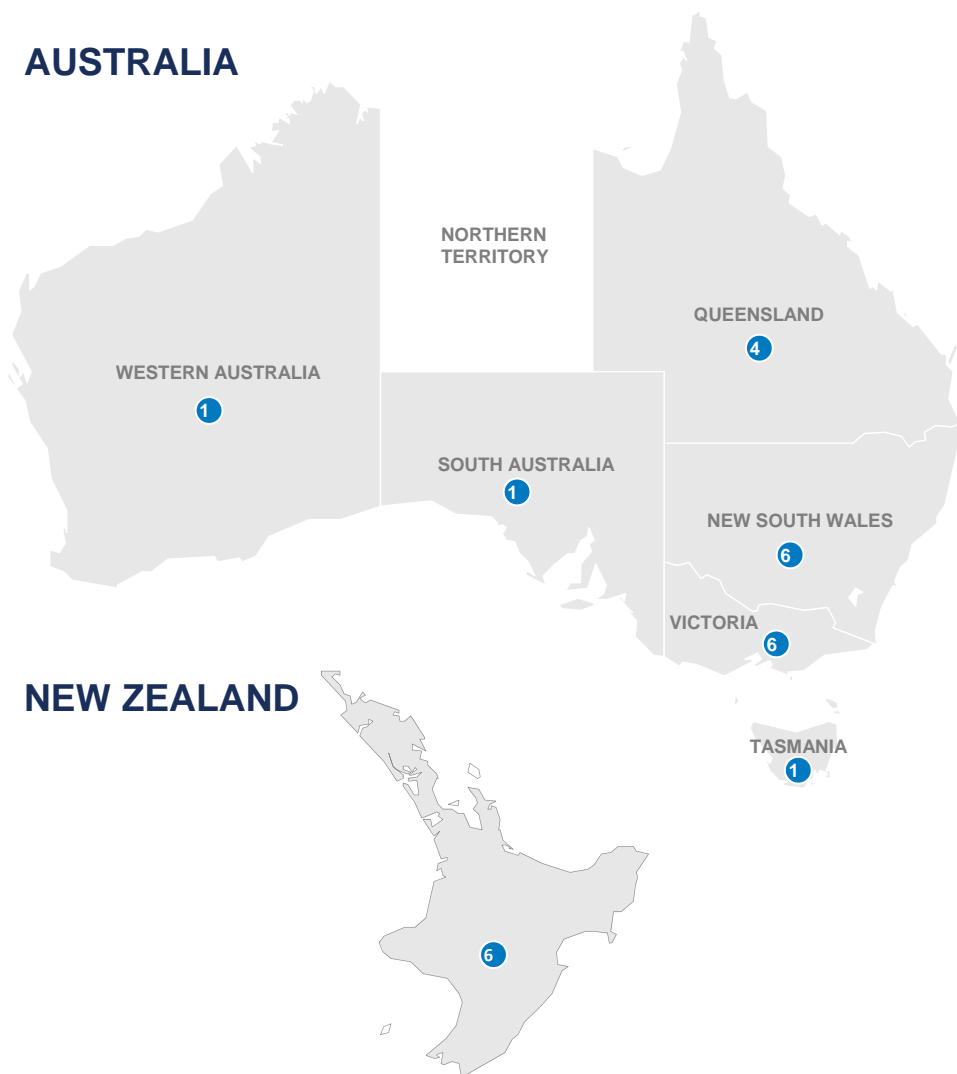 AUSTRALIA
NORTHERN
TERRITORY
QUEENSLAND
4
WESTERN AUSTRALIA
1
SOUTH AUSTRALIA
1
NEW SOUTH WALES
6
VICTORIA
6
NEW ZEALAND
TASMANIA
1
6